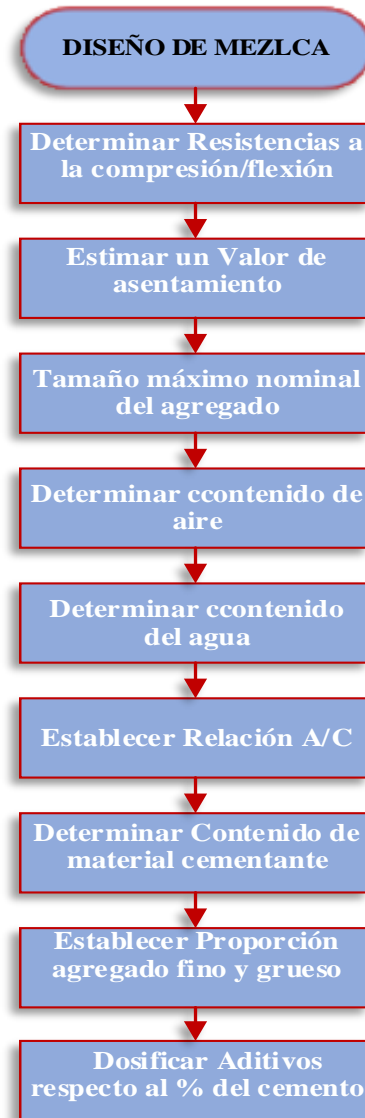 DISEÑO DE MEZLCA
Determinar Resistencias a
la compresión/flexión
Estimar un Valor de
asentamiento
Tamaño máximo nominal
del agregado
Determinar ccontenido de
aire
Determinar ccontenido
del agua
Establecer Relación A/C
Determinar Contenido de
material cementante
Establecer Proporción
agregado fino y grueso
Dosificar Aditivos
respecto al % del cemento